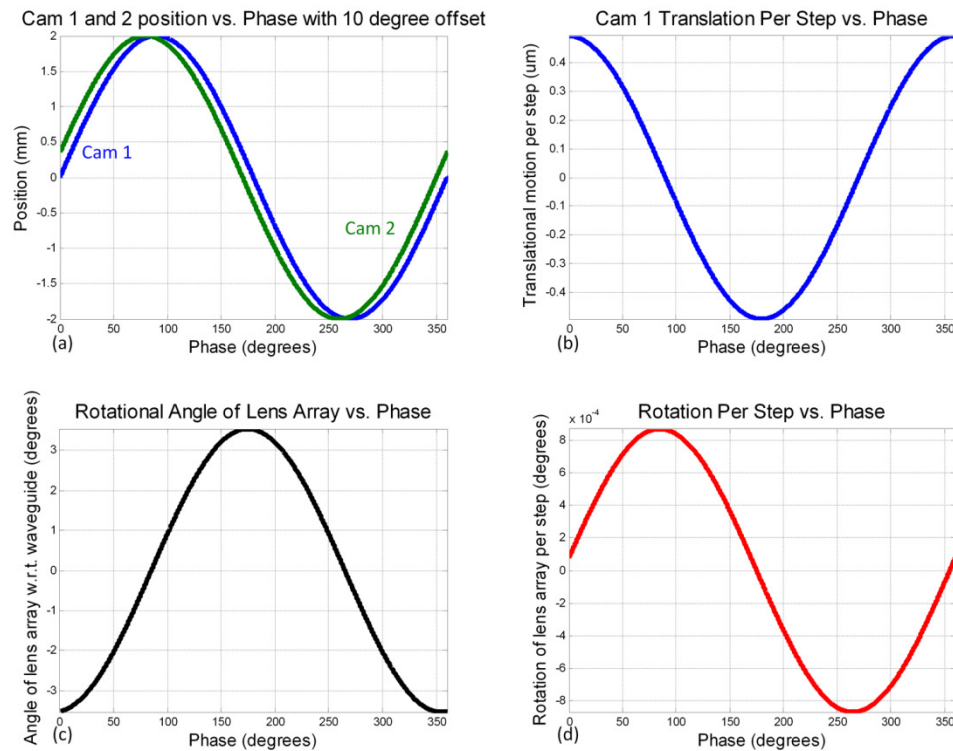 Cam 1 and 2 position vs. Phase with 10 degree offset
Position (mm)
2
1.5
1
0.5
0
-0.5
-1
-1.5
-2
Cam 1
Cam 2
0 50 100 150 200 250 300 350
(a)
Phase (degrees)
Cam 1 Translation Per Step vs. Phase
Translational motion per step (um)
0.4
0.3
0.2
0.1
0
-0.1
-0.2
-0.3
-0.4
0 50 100 150 200 250 300 350
(b)
Phase (degrees)
Rotational Angle of Lens Array vs. Phase
Angle of lens array w.r.t. waveguide (degrees)
3
2
1
0
-1
-2
-3
0 50 100 150 200 250 300 350
(c)
Phase (degrees)
Rotation Per Step vs. Phase
x 10-4
Rotation of lens array per step (degrees)
8
6
4
2
0
-2
-4
-6
-8
0 50 100 150 200 250 300 350
(d)
Phase (degrees)